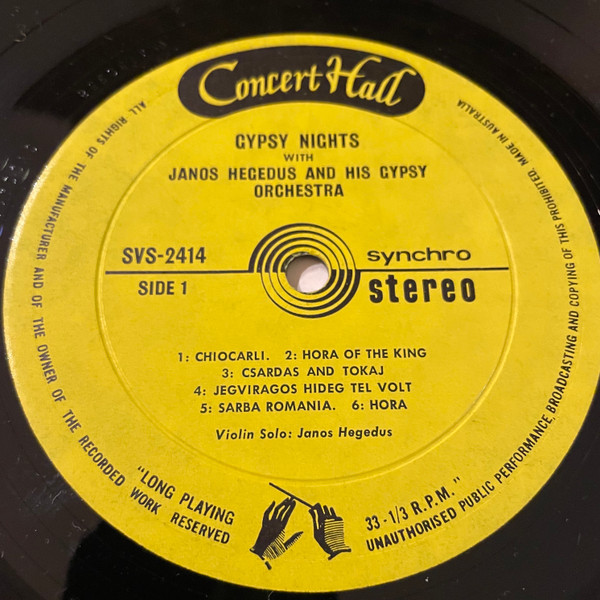 Concert Hall
GYPSY NIGHTS
WITH
JANOS HEGEDUS AND HIS GYPSY
ORCHESTRA
SVS-2414
synchro
SIDE 1
stereo
1: CHIOCARLI. 2: HORA OF THE KING
3: CSARDAS AND TOKAJ
4: JEGVIRAGOS HIDEG TEL VOLT
5: SARBA ROMANIA. 6: HORA
Violin Solo: Janos Hegedus
"LONG PLAYING
33-1/3 R.P.M."
ALL RIGHTS OF THE MANUFACTURER AND OF THE OWNER OF THE RECORDED WORK RESERVED
UNAUTHORISED PUBLIC PERFORMANCE, BROADCASTING AND COPYING OF THIS PROHIBITED. MADE IN AUSTRALIA